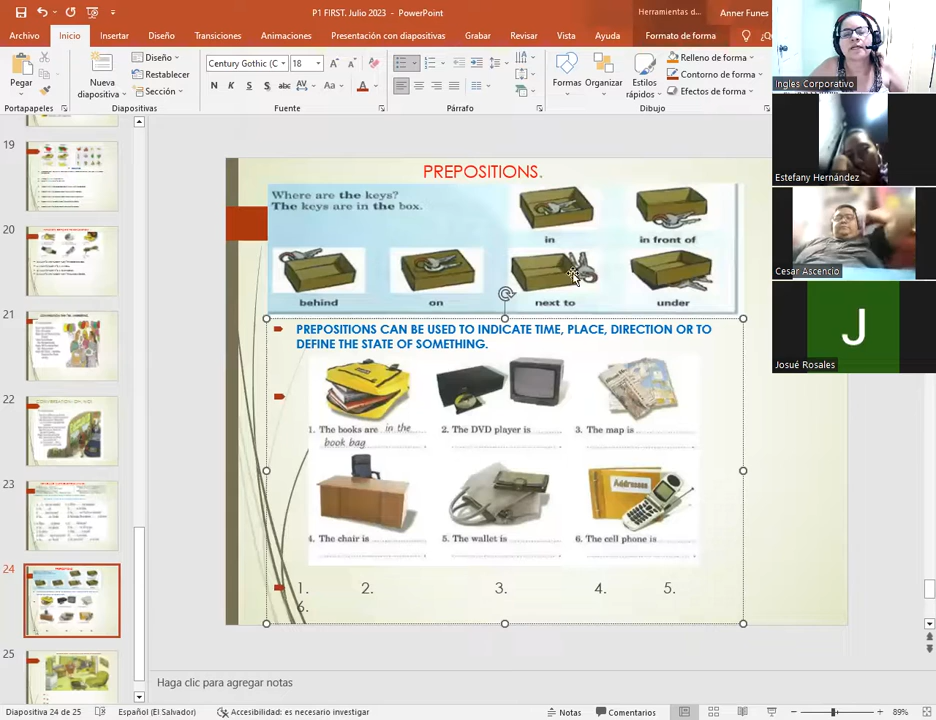 P1 FIRST. Julio 2023 - PowerPoint
Herramientas d...
Anner Funes
Archivo
Inicio
Insertar
Diseño
Transiciones
Animaciones
Presentación con diapositivas
Grabar
Revisar
Vista
Ayuda
Formato de forma
Pegar
Nueva
diapositiva
Diseño
Restablecer
Sección
Century Gothic (C
18
N
K
S
S
abc
AV
Aa
A
Formas
Organizar
Estilos
rápidos
Relleno de forma
Contorno de forma
Efectos de forma
Portapapeles
Diapositivas
Fuente
Párrafo
Dibujo
Ingles Corporativo
Estefany Hernández
Cesar Ascencio
J
Josué Rosales
19
20
21
22
23
24
25
PREPOSITIONS.
Where are the keys?
The keys are in the box.
in
in front of
behind
on
next to
under
PREPOSITIONS CAN BE USED TO INDICATE TIME, PLACE, DIRECTION OR TO
DEFINE THE STATE OF SOMETHING.
1. The books are in the
book bag
2. The DVD player is
3. The map is
Addresses
4. The chair is
5. The wallet is
6. The cell phone is
1. 2. 3. 4. 5.
6.
Haga clic para agregar notas
Diapositiva 24 de 25
Español (El Salvador)
Accesibilidad: es necesario investigar
Notas
Comentarios
89%